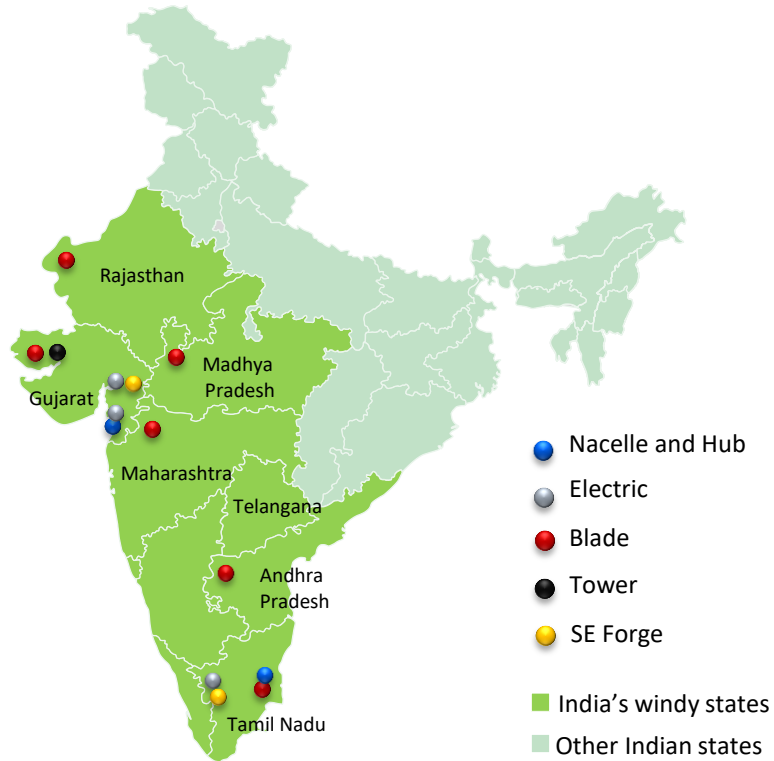 Rajasthan
Madhya
Pradesh
Gujarat
Maharashtra
Telangana
Andhra
Pradesh
Tamil Nadu
Nacelle and Hub
Electric
Blade
Tower
SE Forge
India’s windy states
Other Indian states